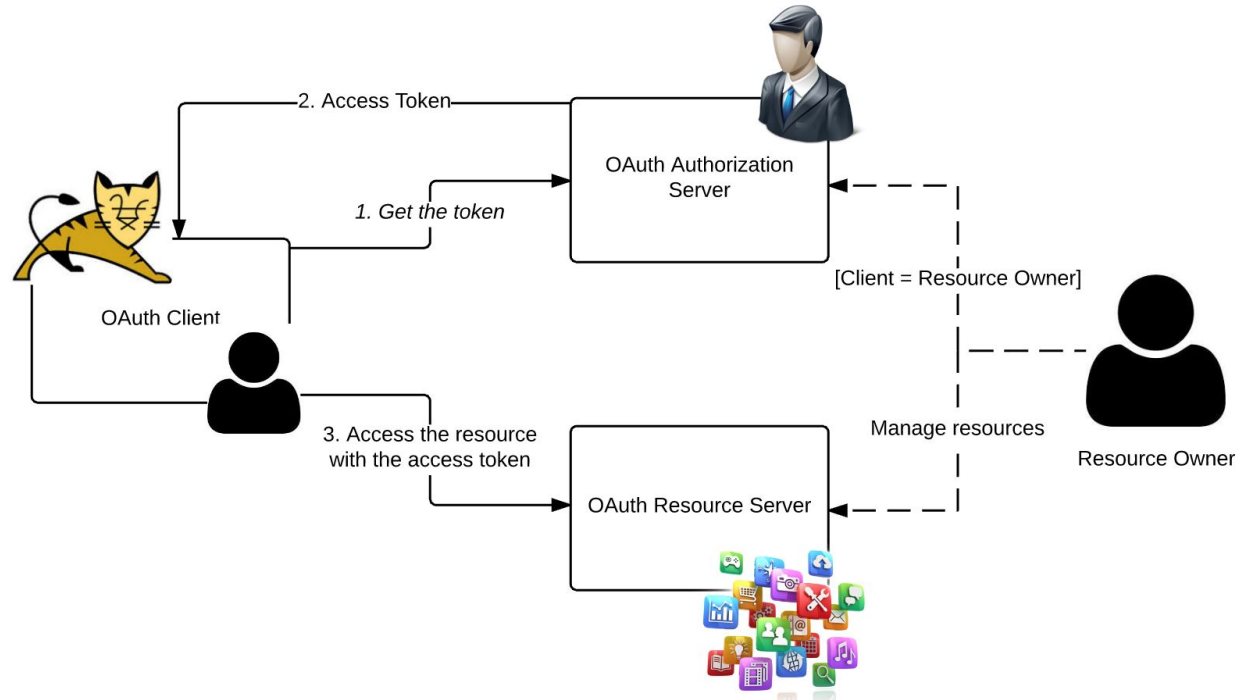 2. Access Token
OAuth Authorization
Server
1. Get the token
[Client = Resource Owner]
OAuth Client
3. Access the resource
with the access token
Manage resources
Resource Owner
OAuth Resource Server